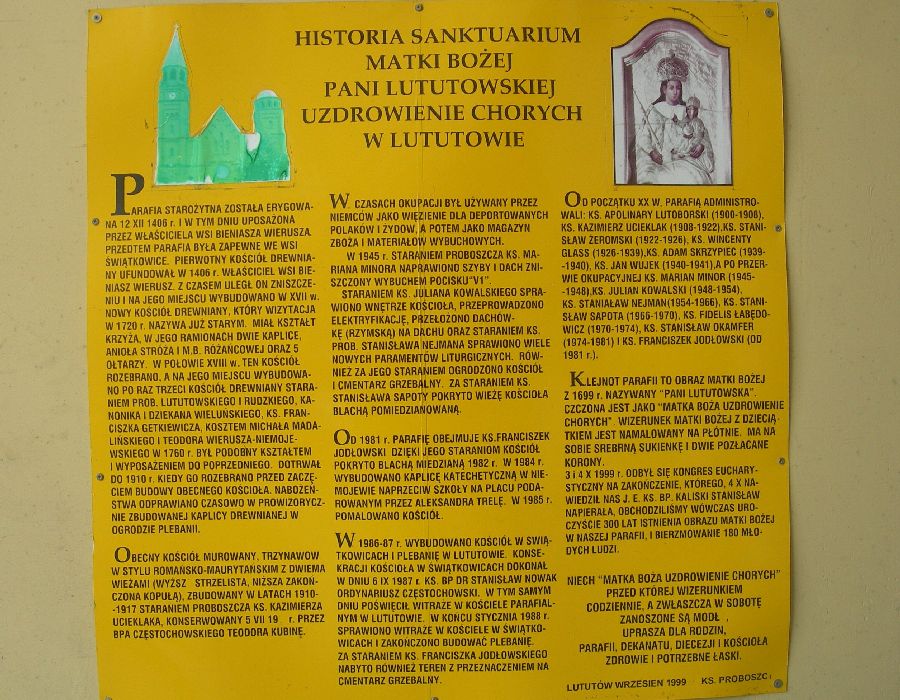 HISTORIA SANKTUARIUM
MATKI BOŻEJ
PANI LUTUTOWSKIEJ
UZDROWIENIE CHORYCH
W LUTUTOWIE
PARAFIA STAROŻYTNA ZOSTAŁA ERYGOWA-
NA 12 XII 1406 r. I W TYM DNIU UPOSAŻONA
PRZEZ WŁAŚCICIELA WSI BIENIASZA WIERUSZA.
PRZEDTEM PARAFIA BYŁA ZAPEWNE WE WSI
ŚWIĄTKOWICE. PIERWOTNY KOŚCIÓŁ DREWNIA-
NY UFUNDOWAŁ W 1406 r. WŁAŚCICIEL WSI BIE-
NIASZ WIERUSZ. Z CZASEM ULEGŁ ON ZNISZCZE-
NIU I NA JEGO MIEJSCU WYBUDOWANO W XVII w.
NOWY KOŚCIÓŁ DREWNIANY, KTÓRY WIZYTACJA
W 1720 r. NAZYWA JUŻ STARYM. MIAŁ KSZTAŁT
KRZYŻA, W JEGO RAMIONACH DWIE KAPLICE,
ANIOŁA STRÓŻA I M.B. RÓŻAŃCOWEJ ORAZ 5
OŁTARZY. W POŁOWIE XVIII w. TEN KOŚCIÓŁ
ROZEBRANO, A NA JEGO MIEJSCU WYBUDOWA-
NO PO RAZ TRZECI KOŚCIÓŁ DREWNIANY STARA-
NIEM PROB. LUTUTOWSKIEGO I RUDZKIEGO, KA-
NONIKA I DZIEKANA WIELUŃSKIEGO, KS. FRAN-
CISZKA GETKIEWICZA, KOSZTEM MICHAŁA MADA-
LIŃSKIEGO I TEODORA WIERUSZA-NIEMOJE-
WSKIEGO W 1760 r. BYŁ PODOBNY KSZTAŁTEM
I WYPOSAŻENIEM DO POPRZEDNIEGO. DOTRWAŁ
DO 1910 r. KIEDY GO ROZEBRANO PRZED ZACZĘ-
CIEM BUDOWY OBECNEGO KOŚCIOŁA. NABOŻEŃ-
STWA ODPRAWIANO CZASOWO W PROWIZORYCZ-
NIE ZBUDOWANEJ KAPLICY DREWNIANEJ W
OGRODZIE PLEBANII.
OBECNY KOŚCIÓŁ MUROWANY, TRZYNAWOW
W STYLU ROMAŃSKO-MAURYTAŃSKIM Z DWIEMA
WIEŻAMI (WYŻSZ STRZELISTA, NIŻSZA ZAKOŃ-
CZONA KOPUŁĄ), ZBUDOWANY W LATACH 1910-
-1917 STARANIEM PROBOSZCZA KS. KAZIMIERZA
UCIEKLAKA, KONSERWOWANY 5 VII 19 r. PRZEZ
BPA CZĘSTOCHOWSKIEGO TEODORA KUBINĘ.
W CZASACH OKUPACJI BYŁ UŻYWANY PRZEZ
NIEMCÓW JAKO WIĘZIENIE DLA DEPORTOWANYCH
POLAKÓW I ŻYDÓW, A POTEM JAKO MAGAZYN
ZBOŻA I MATERIAŁÓW WYBUCHOWYCH.
W 1945 r. STARANIEM PROBOSZCZA KS. MA-
RIANA MINORA NAPRAWIONO SZYBY I DACH ZNI-
SZCZONY WYBUCHEM POCISKU"V1".
STARANIEM KS. JULIANA KOWALSKIEGO SPRA-
WIONO WNĘTRZE KOŚCIOŁA, PRZEPROWADZONO
ELEKTRYFIKACJĘ, PRZEŁOŻONO DACHÓW-
KĘ (RZYMSKĄ) NA DACHU ORAZ STARANIEM KS.
PROB. STANISŁAWA NEJMANA SPRAWIONO WIELE
NOWYCH PARAMENTÓW LITURGICZNYCH. RÓW-
NIEŻ ZA JEGO STARANIEM OGRODZONO KOŚCIÓŁ
I CMENTARZ GRZEBALNY. ZA STARANIEM KS.
STANISŁAWA SAPOTY POKRYTO WIEŻĘ KOŚCIOŁA
BLACHĄ POMIEDZIANOWANĄ.
OD 1981 r. PARAFIĘ OBEJMUJE KS.FRANCISZEK
JODŁOWSKI. DZIĘKI JEGO STARANIOM KOŚCIÓŁ
POKRYTO BLACHĄ MIEDZIANĄ 1982 r. W 1984 r.
WYBUDOWANO KAPLICĘ KATECHETYCZNĄ W NIE-
MOJEWIE NAPRZECIW SZKOŁY NA PLACU PODA-
ROWANYM PRZEZ ALEKSANDRA TRELĘ. W 1985 r.
POMALOWANO KOŚCIÓŁ.
W 1986-87 r. WYBUDOWANO KOŚCIÓŁ W ŚWIĄ-
TKOWICACH I PLEBANIĘ W LUTUTOWIE. KONSE-
KRACJI KOŚCIOŁA W ŚWIĄTKOWICACH DOKONAŁ
W DNIU 6 IX 1987 r. KS. BP DR STANISŁAW NOWAK
ORDYNARIUSZ CZĘSTOCHOWSKI. W TYM SAMYM
DNIU POŚWIĘCIŁ WITRAŻE W KOŚCIELE PARAFIAL-
NYM W LUTUTOWIE. W KOŃCU STYCZNIA 1988 r.
SPRAWIONO WITRAŻE W KOŚCIELE W ŚWIĄTKO-
WICACH I ZAKOŃCZONO BUDOWAĆ PLEBANIĘ.
ZA STARANIEM KS. FRANCISZKA JODŁOWSKIEGO
NABYTO RÓWNIEŻ TEREN Z PRZEZNACZENIEM NA
CMENTARZ GRZEBALNY.
OD POCZĄTKU XX W. PARAFIĄ ADMINISTRO-
WALI: KS. APOLINARY LUTOBORSKI (1900-1908),
KS. KAZIMIERZ UCIEKLAK (1908-1922),KS. STANI-
SŁAW ŻEROMSKI (1922-1926), KS. WINCENTY
GLASS (1926-1939),KS. ADAM SKRZYPIEC (1939-
-1940), KS. JAN WUJEK (1940-1941),A PO PRZER-
WIE OKUPACYJNEJ KS. MARIAN MINOR (1945-
-1948),KS. JULIAN KOWALSKI (1948-1954),
KS. STANISŁAW NEJMAN(1954-1966), KS. STANI-
SŁAW SAPOTA (1966-1970), KS. FIDELIS ŁABĘDO-
WICZ (1970-1974), KS. STANISŁAW OKAMFER
(1974-1981) I KS. FRANCISZEK JODŁOWSKI (OD
1981 r.).
KLEJNOT PARAFII TO OBRAZ MATKI BOŻEJ
Z 1699 r. NAZYWANY "PANI LUTUTOWSKA".
CZCZONA JEST JAKO "MATKA BOŻA UZDROWIENIE
CHORYCH". WIZERUNEK MATKI BOŻEJ Z DZIECIĄ-
TKIEM JEST NAMALOWANY NA PŁÓTNIE. MA NA
SOBIE SREBRNĄ SUKIENKĘ I DWIE POZŁACANE
KORONY.
3 i 4 X 1999 r. ODBYŁ SIĘ KONGRES EUCHARY-
STYCZNY NA ZAKOŃCZENIE, KTÓREGO, 4 X NA-
WIEDZIŁ NAS J. E. KS. BP. KALISKI STANISŁAW
NAPIERAŁA, OBCHODZILIŚMY WÓWCZAS URO-
CZYŚCIE 300 LAT ISTNIENIA OBRAZU MATKI BOŻEJ
W NASZEJ PARAFII, I BIERZMOWANIE 180 MŁO-
DYCH LUDZI.
NIECH "MATKA BOŻA UZDROWIENIE CHORYCH"
PRZED KTÓREJ WIZERUNKIEM
CODZIENNIE, A ZWŁASZCZA W SOBOTĘ
ZANOSZONE SĄ MODŁ ,
UPRASZA DLA RODZIN,
PARAFII, DEKANATU, DIECEZJI I KOŚCIOŁA
ZDROWIE I POTRZEBNE ŁASKI.
LUTUTÓW WRZESIEŃ 1999 KS. PROBOSZCZ